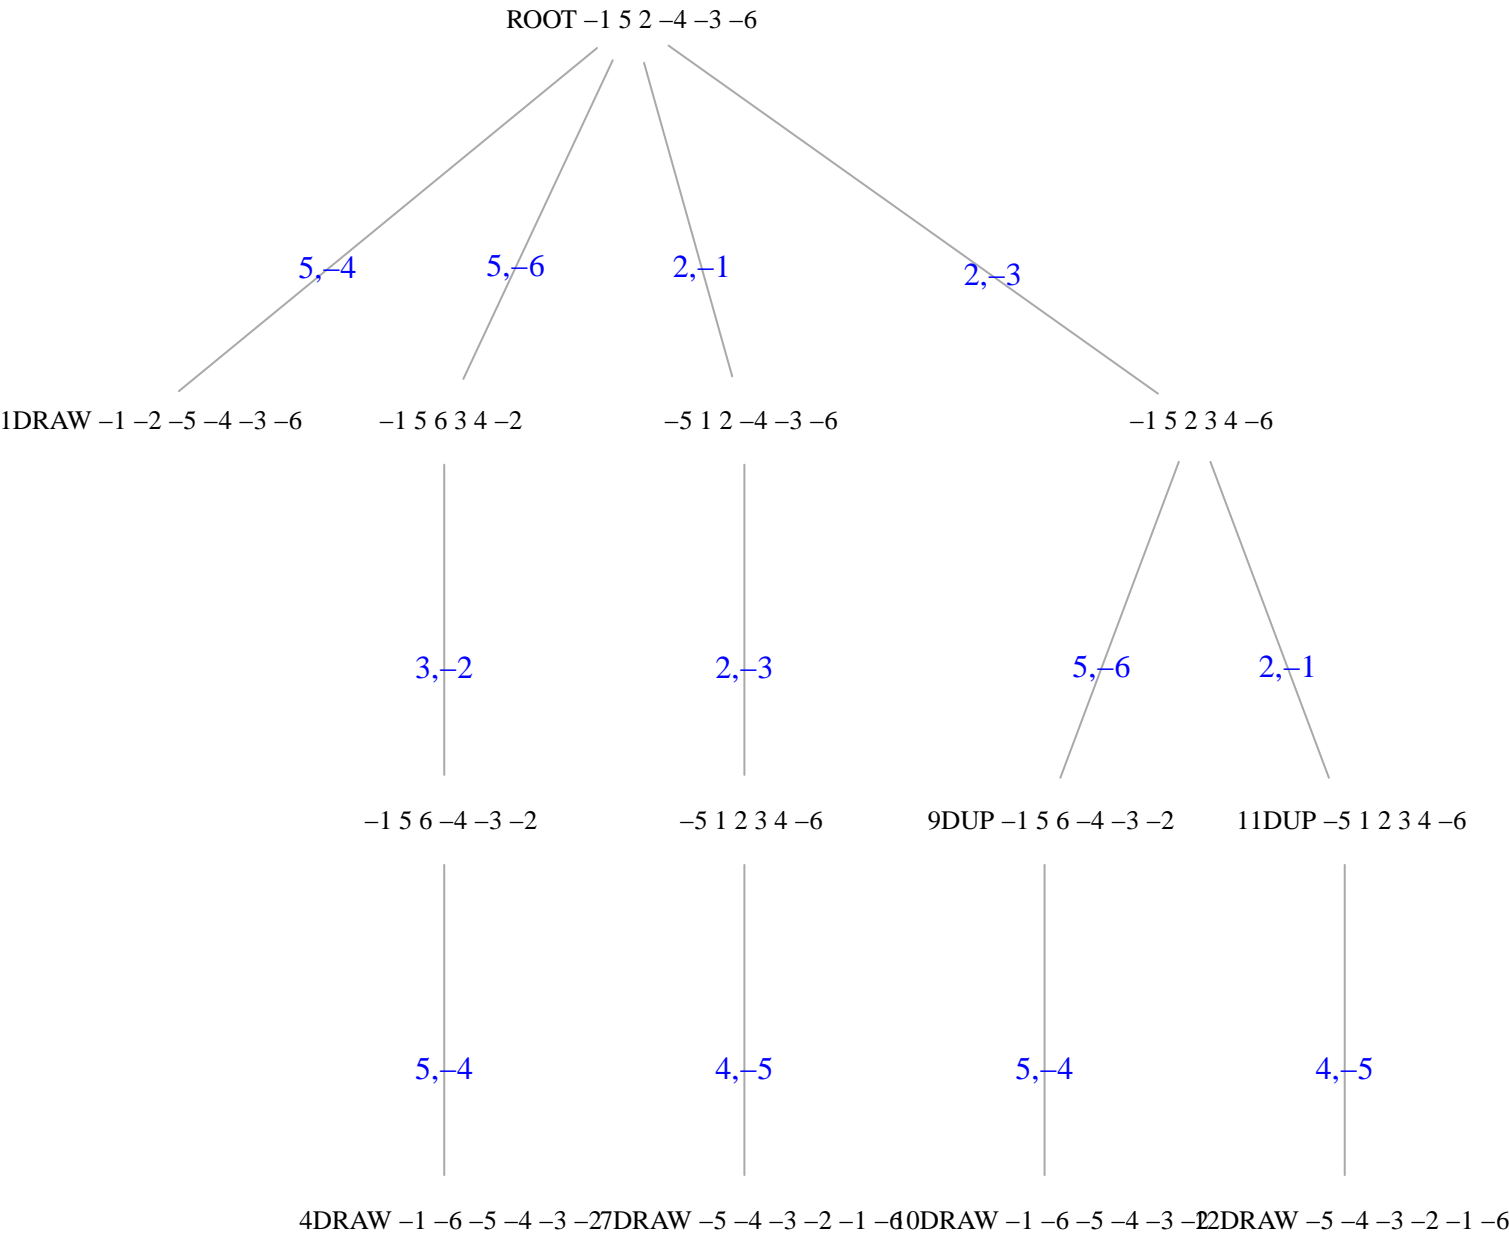 ROOT –1 5 2 –4 –3 –6
5,–4
5,–6
2,–1
2,–3
1DRAW –1 –2 –5 –4 –3 –6
–1 5 6 3 4 –2
–5 1 2 –4 –3 –6
–1 5 2 3 4 –6
3,–2
2,–3
5,–6
2,–1
–1 5 6 –4 –3 –2
–5 1 2 3 4 –6
9DUP –1 5 6 –4 –3 –2
11DUP –5 1 2 3 4 –6
5,–4
4,–5
5,–4
4,–5
4DRAW –1 –6 –5 –4 –3 –2
7DRAW –5 –4 –3 –2 –1 –6
10DRAW –1 –6 –5 –4 –3 –2
12DRAW –5 –4 –3 –2 –1 –6